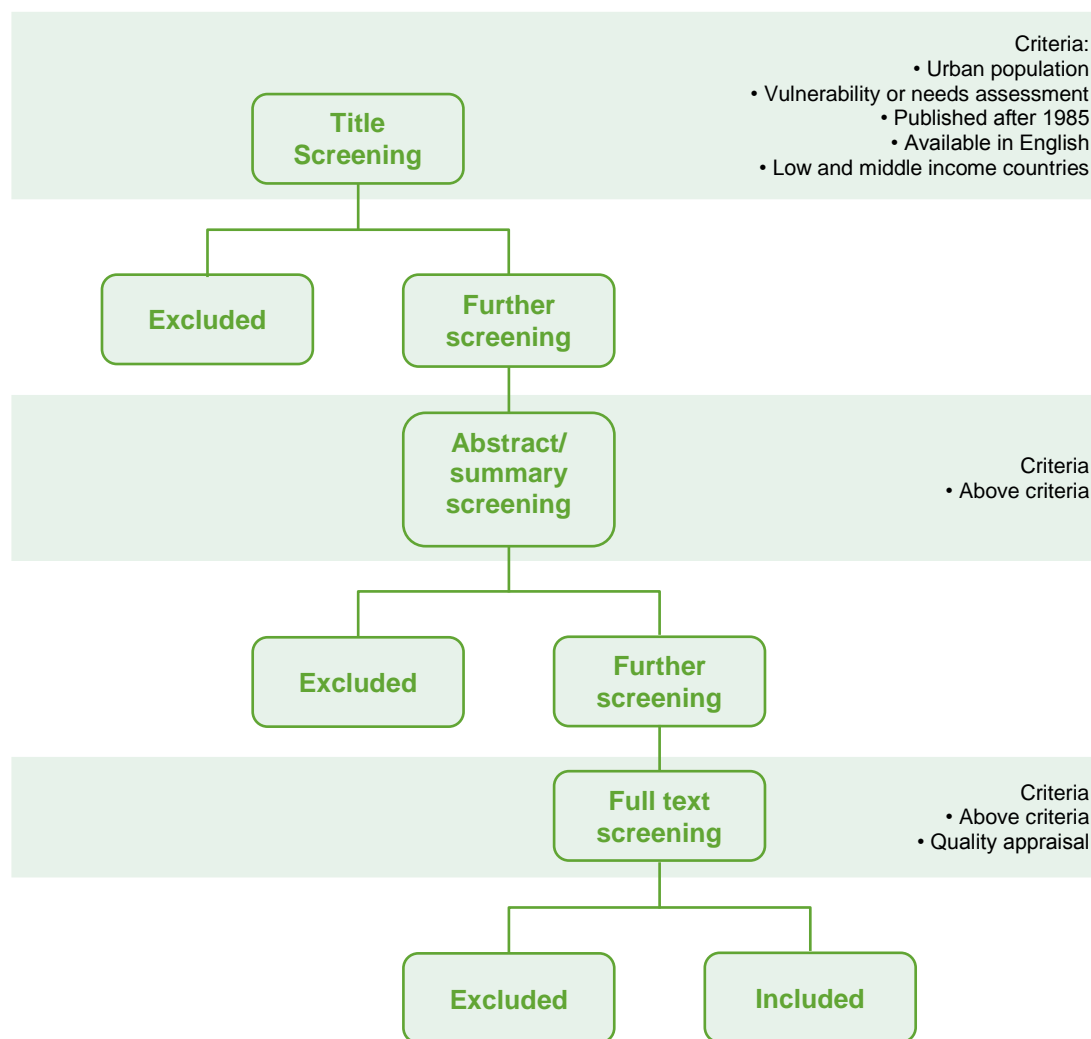 Criteria:
• Urban population
• Vulnerability or needs assessment
• Published after 1985
• Available in English
• Low and middle income countries
Title
Screening
Excluded
Further
screening
Abstract/
summary
screening
Criteria
• Above criteria
Excluded
Further
screening
Full text
screening
Criteria
• Above criteria
• Quality appraisal
Excluded
Included